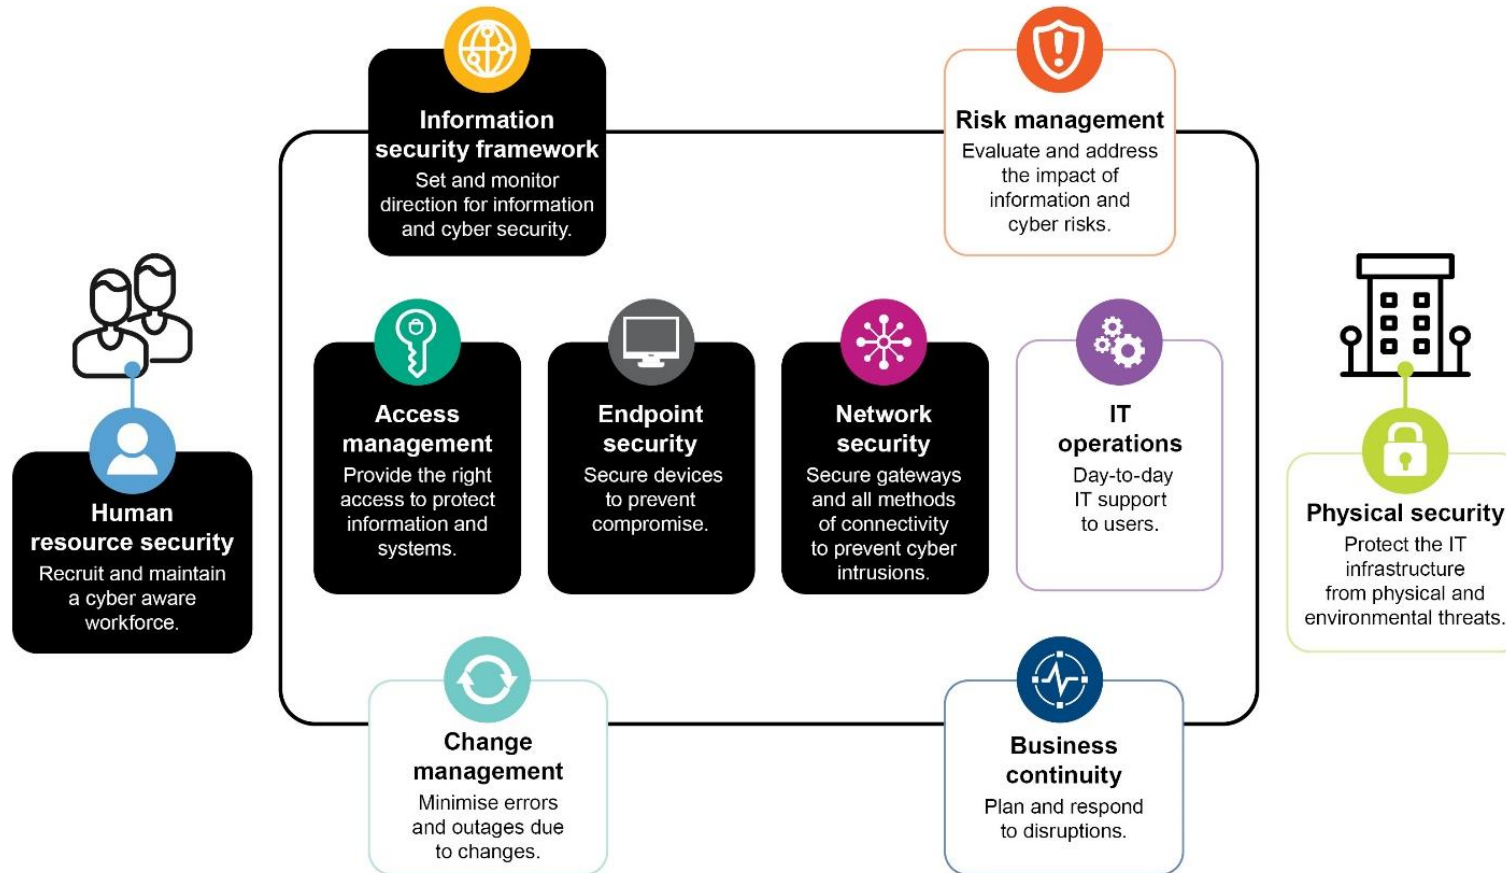 Information
security framework
Set and monitor
direction for information
and cyber security.
Risk management
Evaluate and address
the impact of
information and
cyber risks.
Human
resource security
Recruit and maintain
a cyber aware
workforce.
Access
management
Provide the right
access to protect
information and
systems.
Endpoint
security
Secure devices
to prevent
compromise.
Network
security
Secure gateways
and all methods
of connectivity
to prevent cyber
intrusions.
IT
operations
Day-to-day
IT support
to users.
Physical security
Protect the IT
infrastructure
from physical and
environmental threats.
Change
management
Minimise errors
and outages due
to changes.
Business
continuity
Plan and respond
to disruptions.